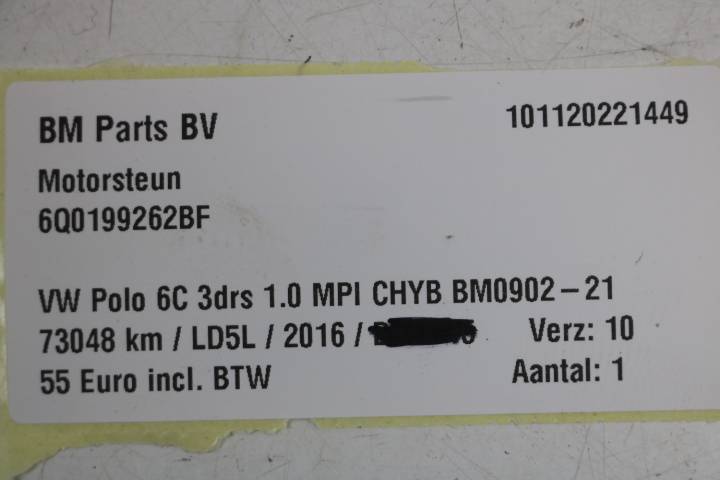 BM Parts BV 101120221449
Motorsteun
6Q0199262BF
VW Polo 6C 3drs 1.0 MPI CHYB BM0902-21
73048 km / LD5L / 2016 / Verz: 10
55 Euro incl. BTW Aantal: 1